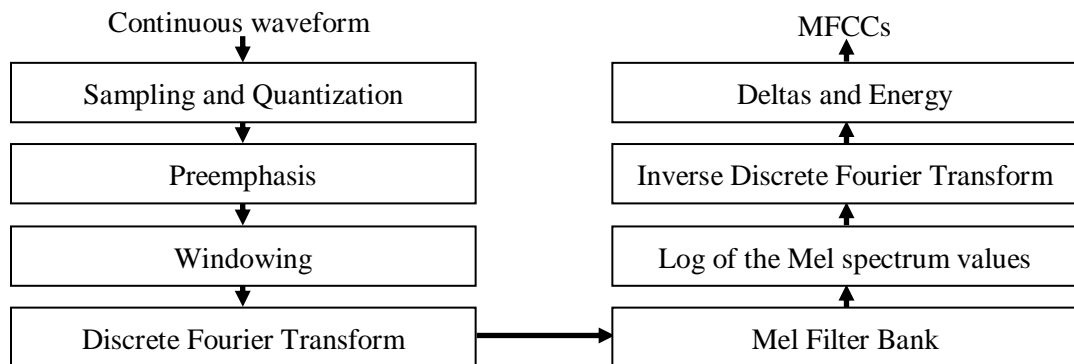 Continuous waveform
Sampling and Quantization
Preemphasis
Windowing
Discrete Fourier Transform
Mel Filter Bank
Log of the Mel spectrum values
Inverse Discrete Fourier Transform
Deltas and Energy
MFCCs